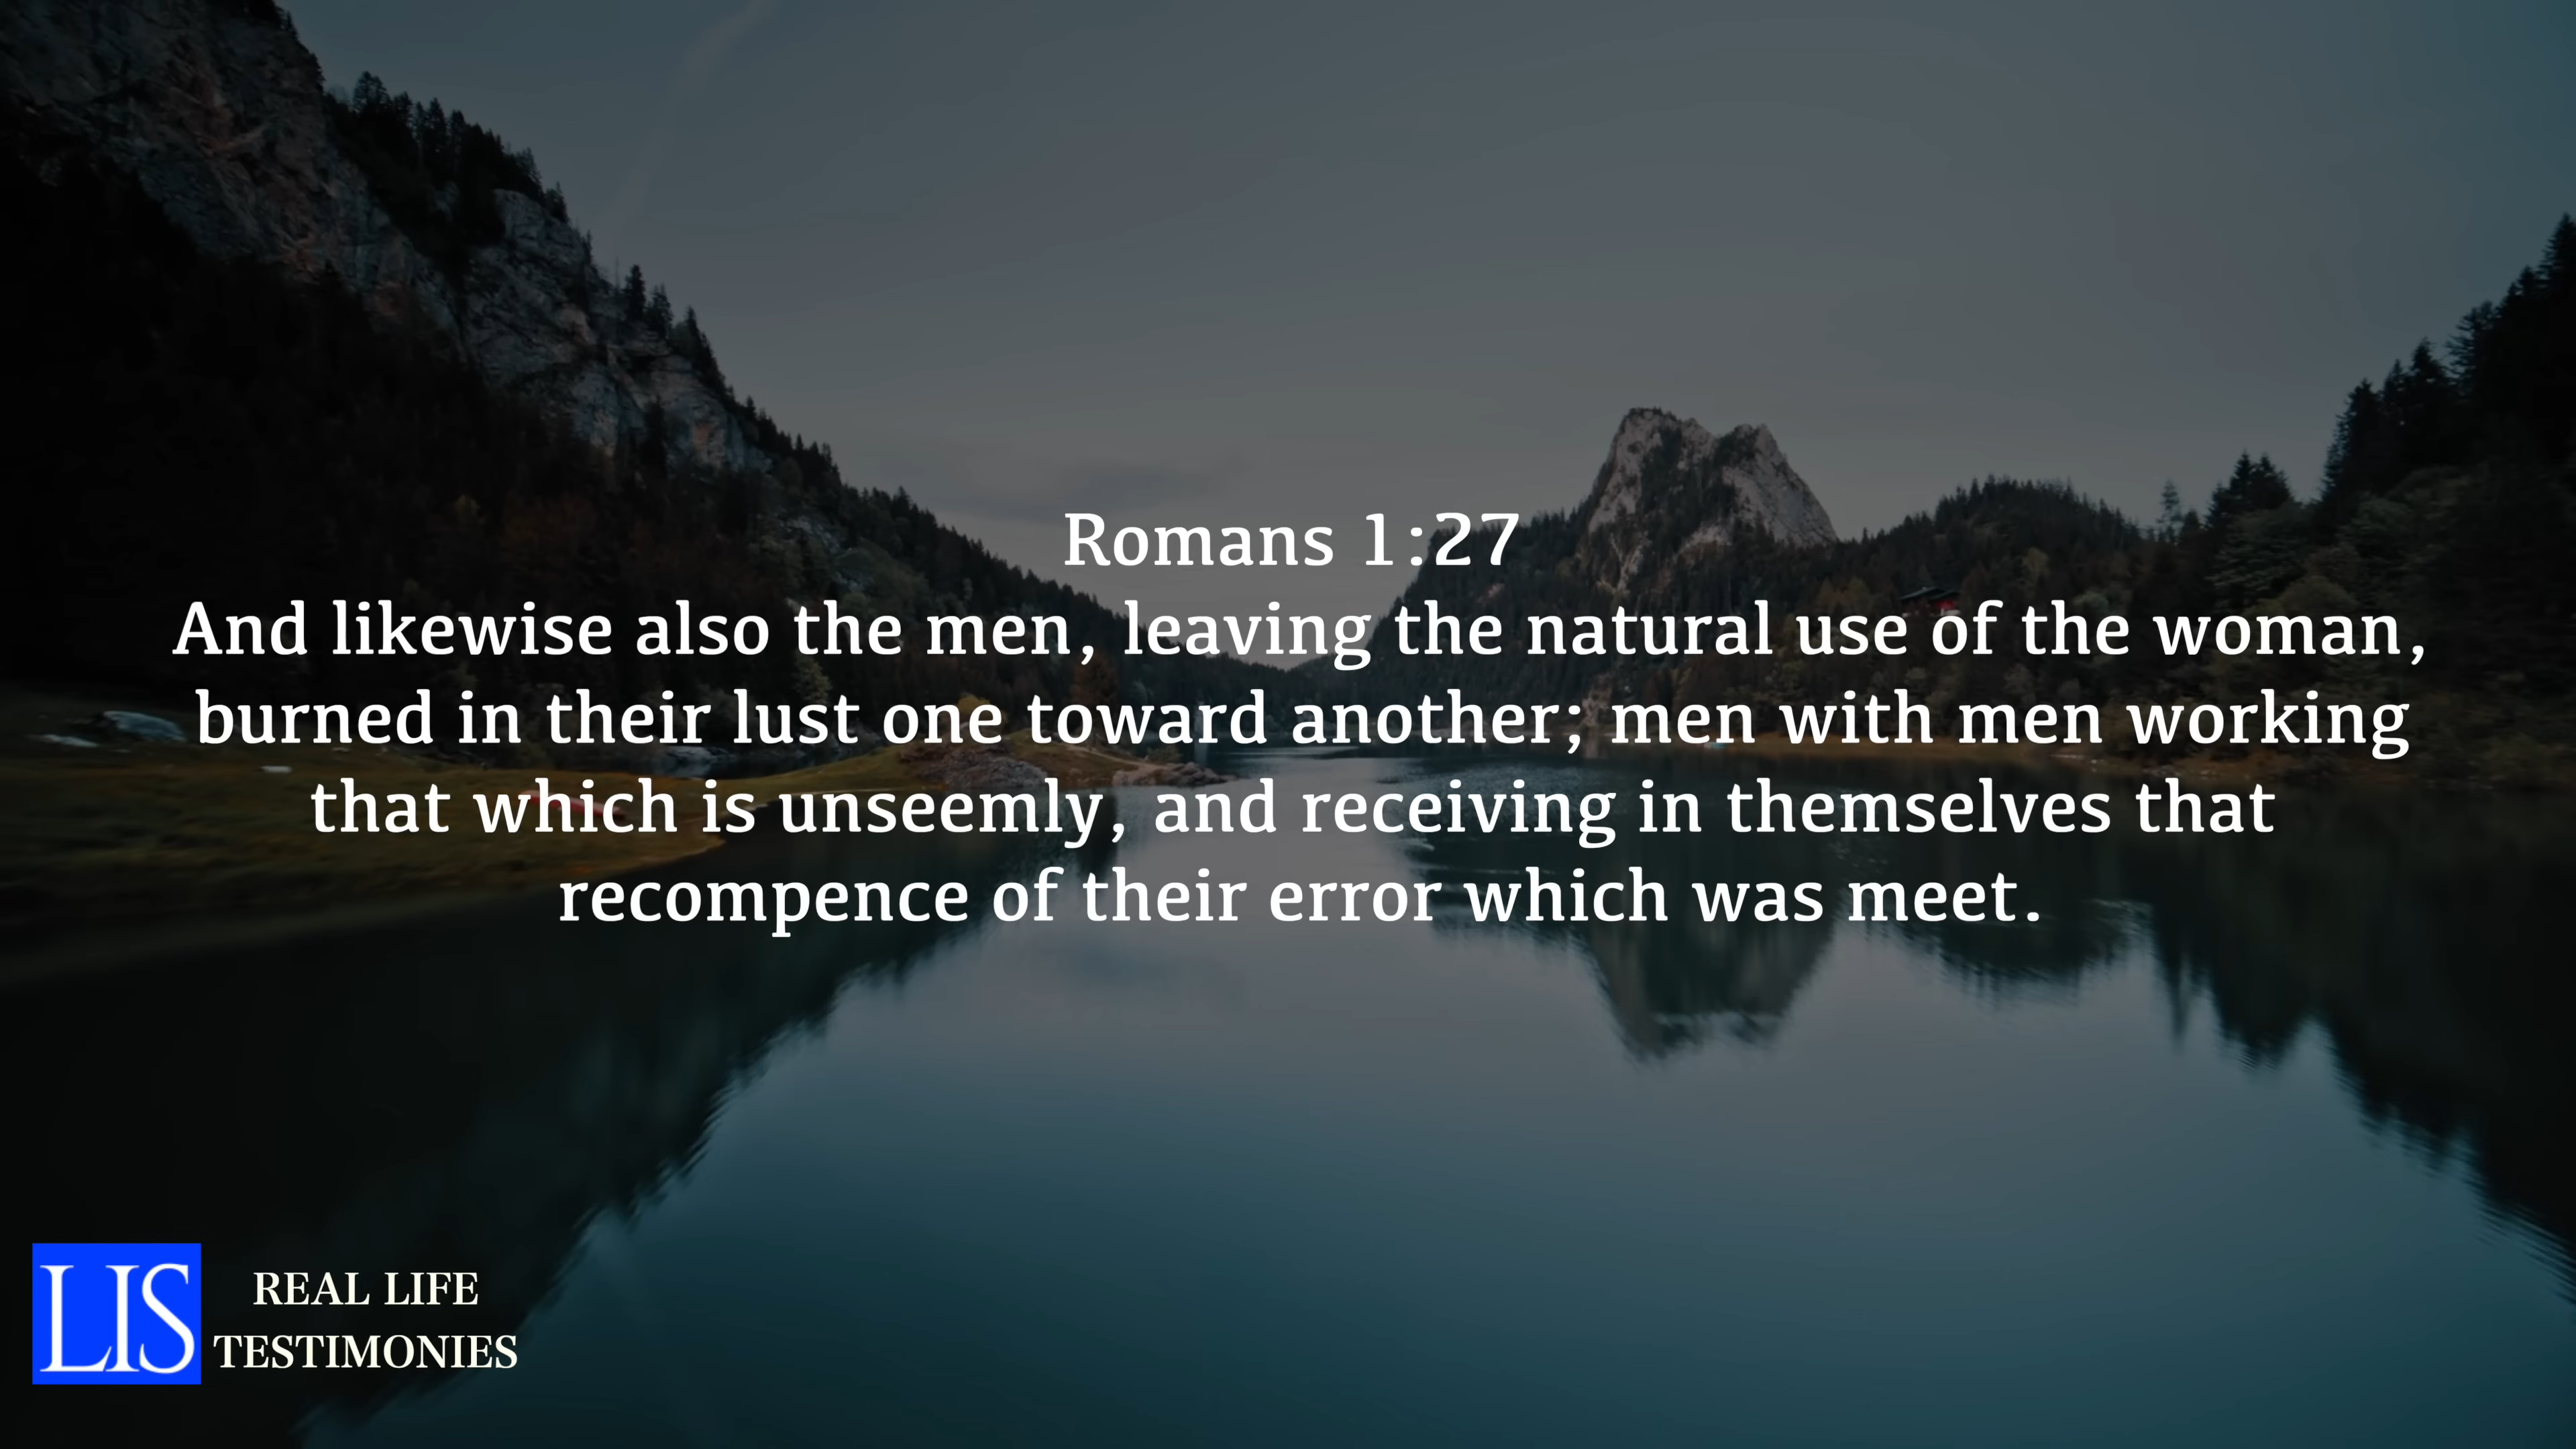 Romans 1:27
And likewise also the men, leaving the natural use of the woman,
burned in their lust one toward another; men with men working
that which is unseemly, and receiving in themselves that
recompence of their error which was meet.
LIS
REAL LIFE
TESTIMONIES